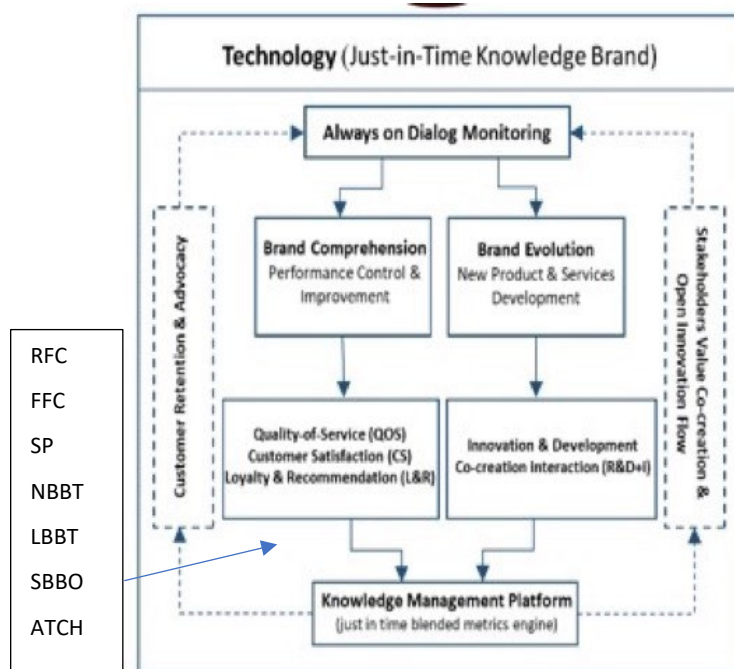 Technology (Just-in-Time Knowledge Brand)
Always on Dialog Monitoring
Customer Retention & Advocacy
Brand Comprehension
Performance Control &
Improvement
Brand Evolution
New Product & Services
Development
Stakeholders Value Co-creation &
Open Innovation Flow
Quality-of-Service (QOS)
Customer Satisfaction (CS)
Loyalty & Recommendation (L&R)
Innovation & Development
Co-creation Interaction (R&D+I)
Knowledge Management Platform
(just in time blended metrics engine)
RFC
FFC
SP
NBBT
LBBT
SBBO
ATCH